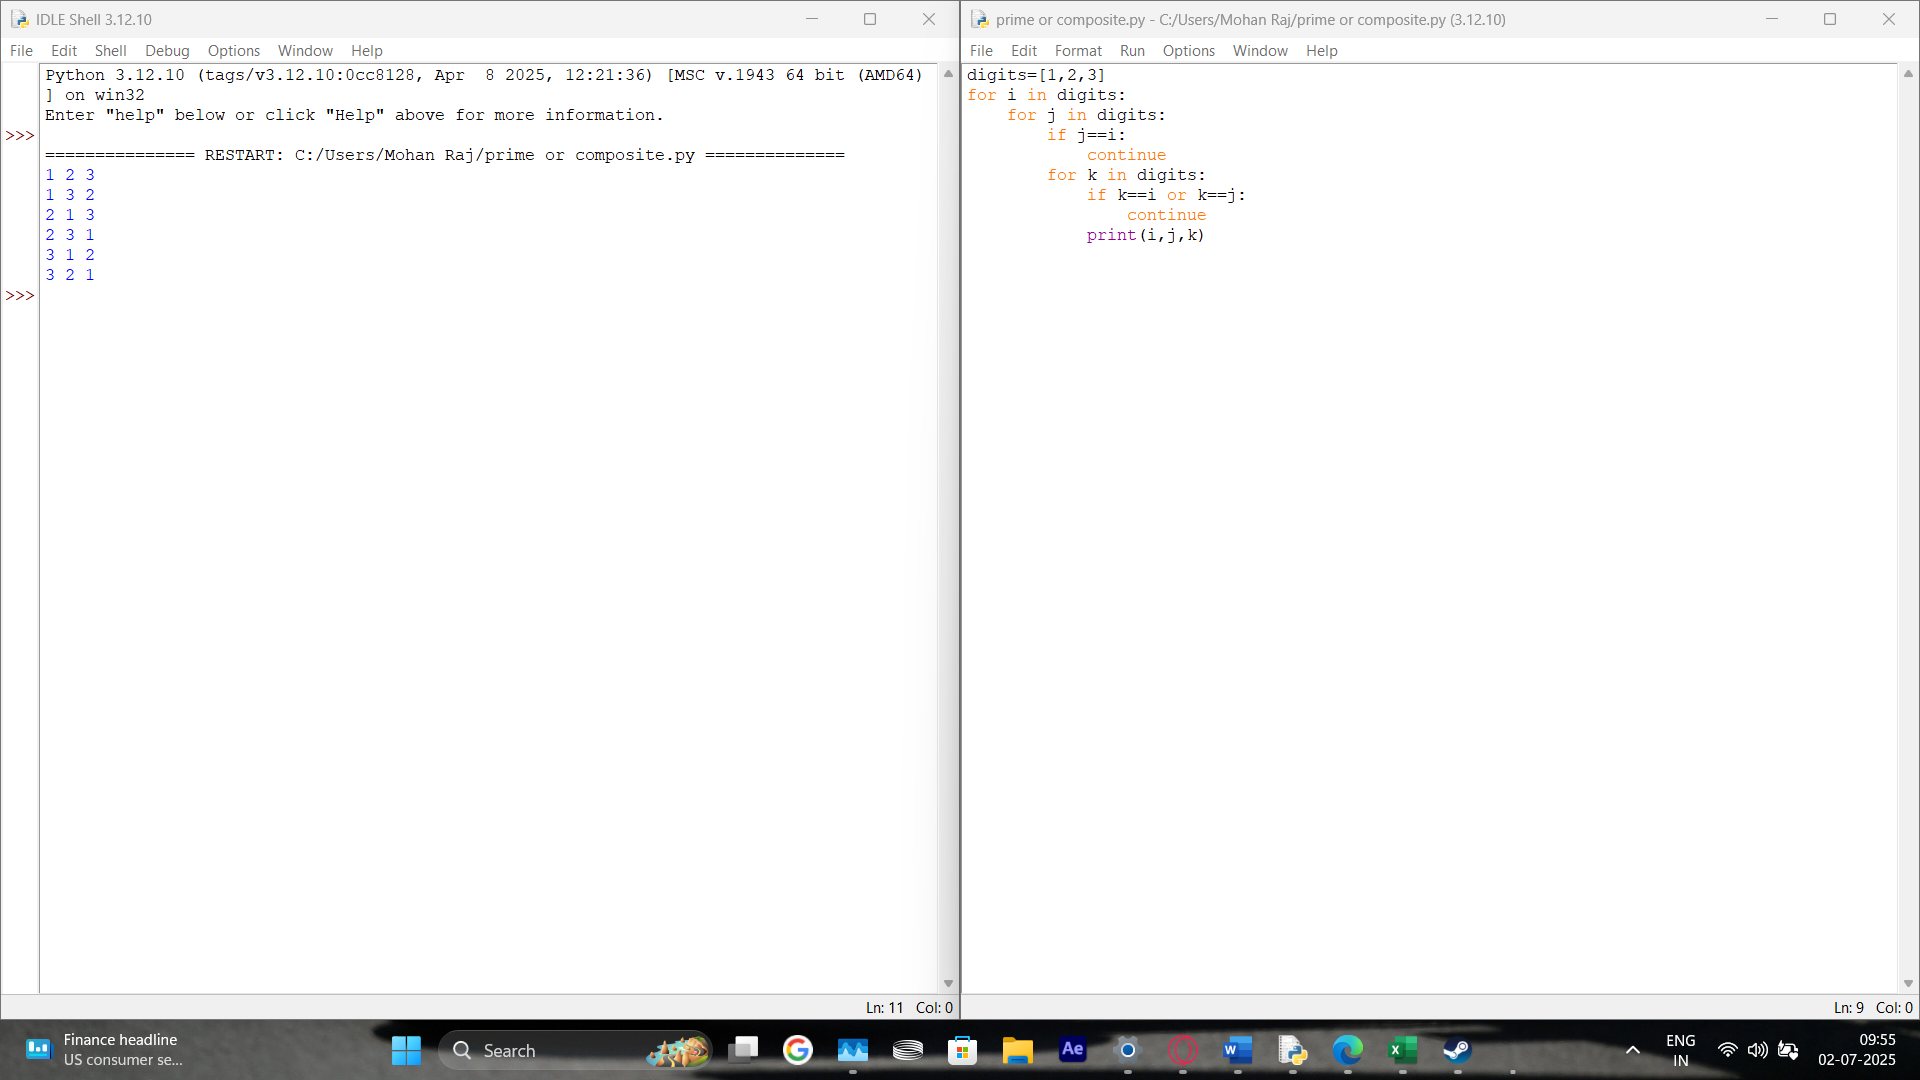 IDLE Shell 3.12.10
File Edit Shell Debug Options Window Help
Python 3.12.10 (tags/v3.12.10:0cc8128, Apr  8 2025, 12:21:36) [MSC v.1943 64 bit (AMD64)
] on win32
Enter "help" below or click "Help" above for more information.
>>>
=============== RESTART: C:/Users/Mohan Raj/prime or composite.py ==============
1 2 3
1 3 2
2 1 3
2 3 1
3 1 2
3 2 1
>>>
Ln: 11 Col: 0
prime or composite.py - C:/Users/Mohan Raj/prime or composite.py (3.12.10)
File Edit Format Run Options Window Help
digits=[1,2,3]
for i in digits:
    for j in digits:
        if j==i:
            continue
        for k in digits:
            if k==i or k==j:
                continue
            print(i,j,k)
Ln: 9 Col: 0
Finance headline
US consumer se...
Search
Ae
W
X
ENG
IN
09:55
02-07-2025